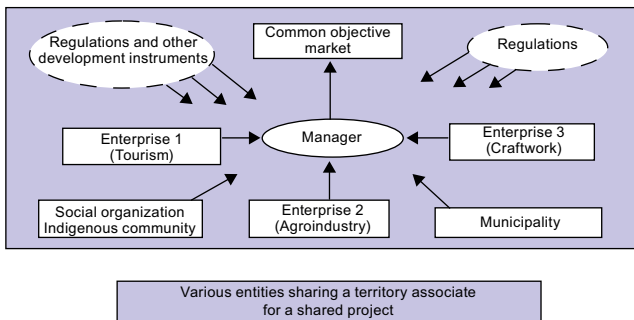 Regulations and other
development instruments
Common objective
market
Regulations
Enterprise 1
(Tourism)
Manager
Enterprise 3
(Craftwork)
Social organization
Indigenous community
Enterprise 2
(Agroindustry)
Municipality
Various entities sharing a territory associate
for a shared project